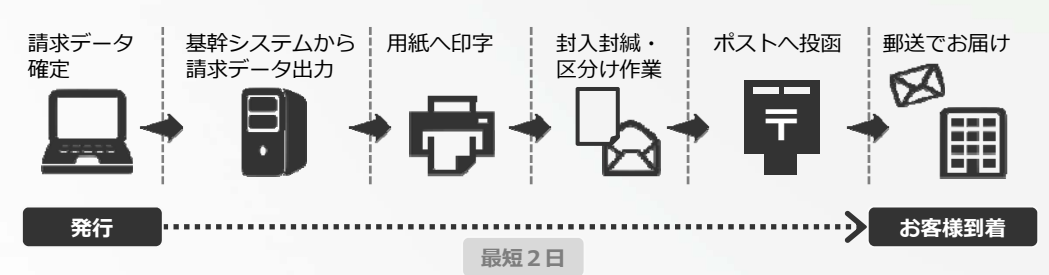 請求データ
確定
基幹システムから
請求データ出力
用紙へ印字
封入封緘・
区分け作業
ポストへ投函
郵送でお届け
〒
発行
お客様到着
最短2日